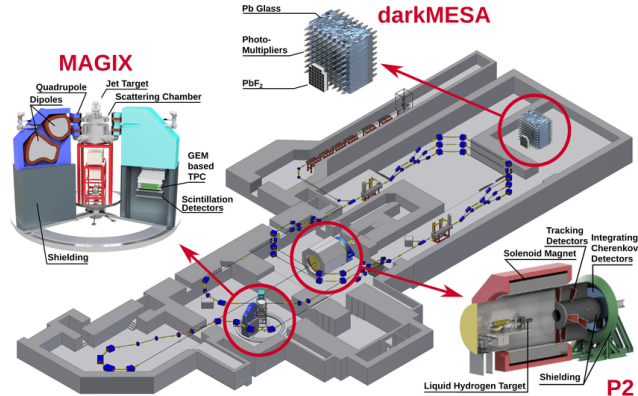 darkMESA
Pb Glass
Photo-
Multipliers
PbF₂
MAGIX
Jet Target
Quadrupole
Scattering Chamber
Dipoles
GEM
based
TPC
Scintillation
Detectors
Shielding
Tracking
Detectors
Integrating
Cherenkov
Detectors
Solenoid Magnet
Liquid Hydrogen Target
Shielding
P2